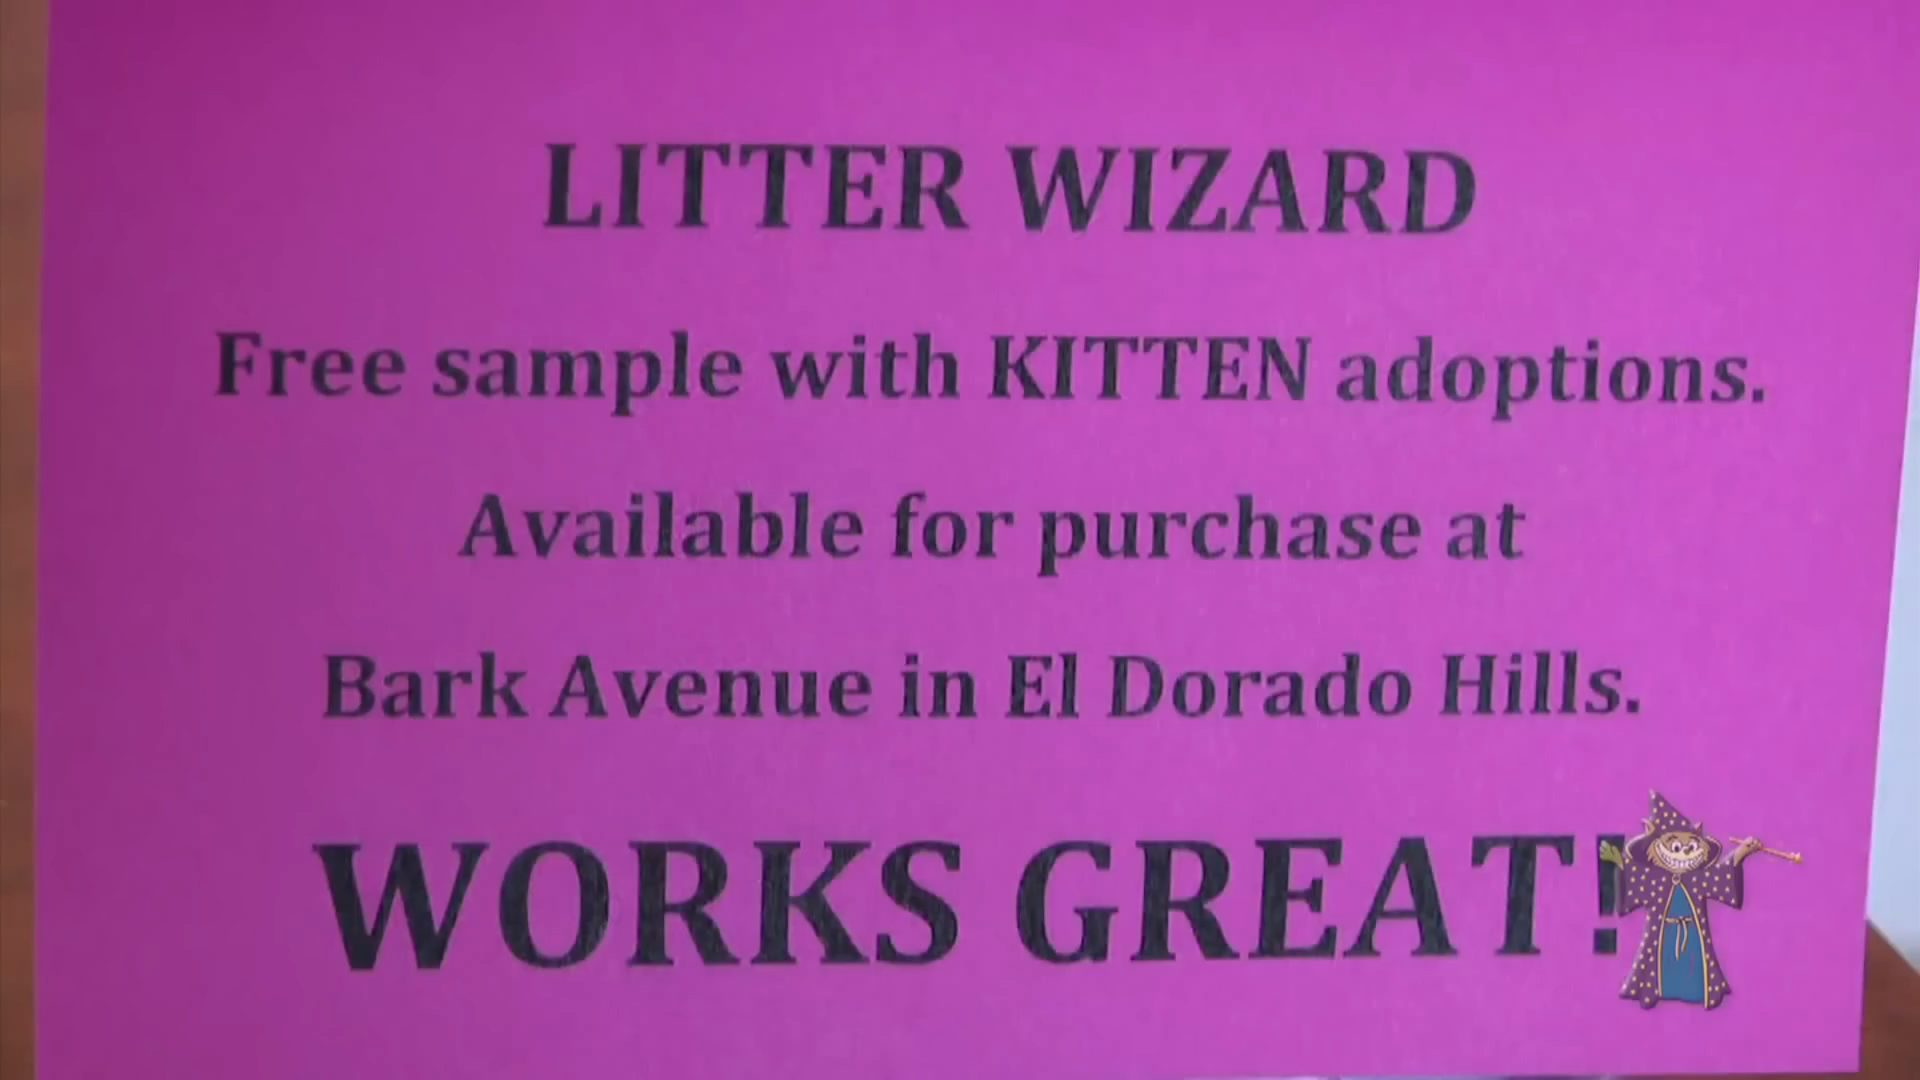 LITTER WIZARD
Free sample with KITTEN adoptions.
Available for purchase at
Bark Avenue in El Dorado Hills.
WORKS GREAT!